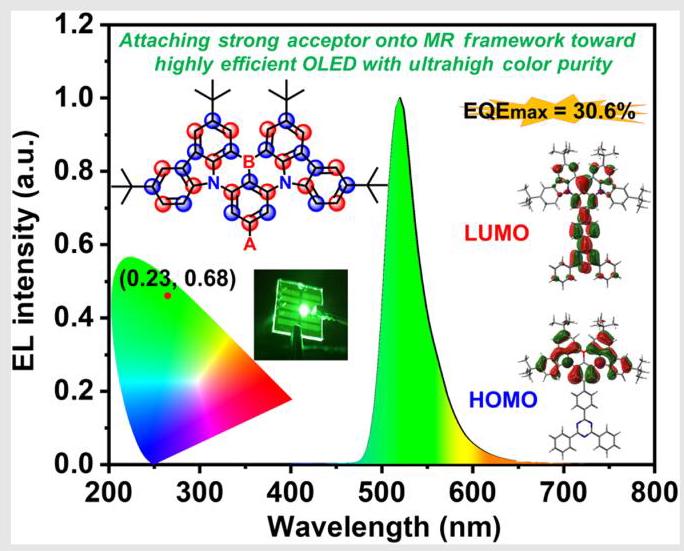 Attaching strong acceptor onto MR framework toward
highly efficient OLED with ultrahigh color purity
EQEmax = 30.6%
B
N
N
A
LUMO
(0.23, 0.68)
HOMO
EL intensity (a.u.)
1.2
1.0
0.8
0.6
0.4
0.2
0.0
200 300 400 500 600 700 800
Wavelength (nm)